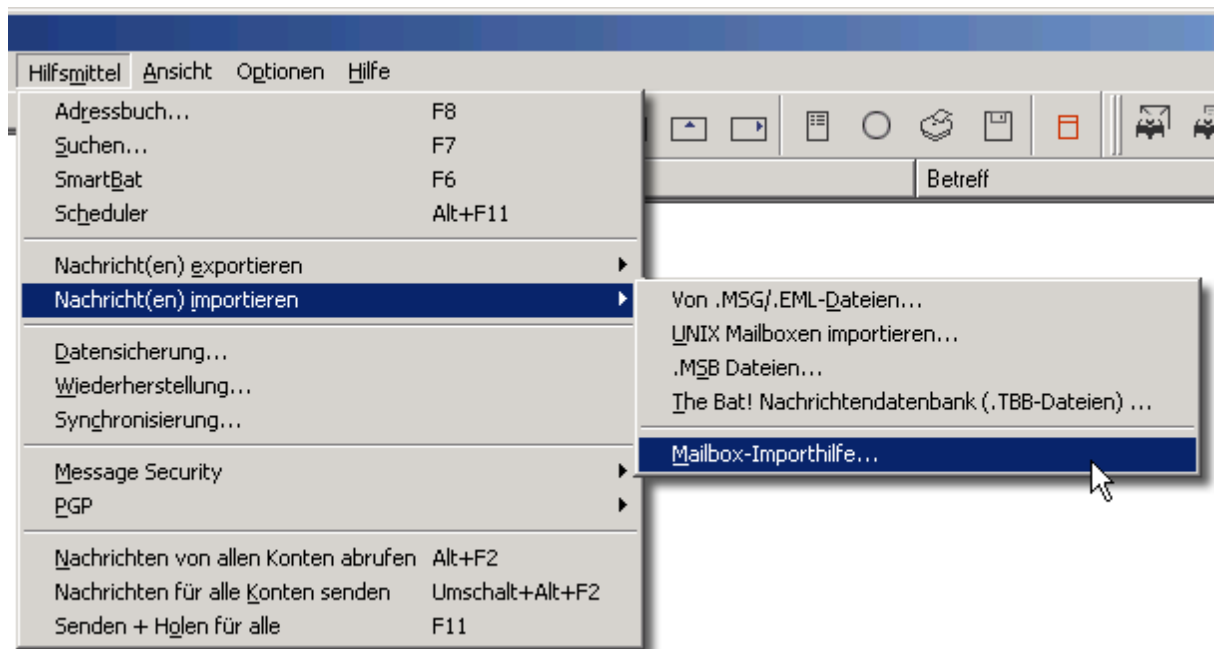 Hilfsmittel Ansicht Optionen Hilfe
Adressbuch... F8
Suchen... F7
SmartBat F6
Scheduler Alt+F11
Betreff
Nachricht(en) exportieren
Nachricht(en) importieren
Von .MSG/.EML-Dateien...
UNIX Mailboxen importieren...
.MSB Dateien...
The Bat! Nachrichtendatenbank (.TBB-Dateien) ...
Mailbox-Importhilfe...
Datensicherung...
Wiederherstellung...
Synchronisierung...
Message Security
PGP
Nachrichten von allen Konten abrufen Alt+F2
Nachrichten für alle Konten senden Umschalt+Alt+F2
Senden + Holen für alle F11